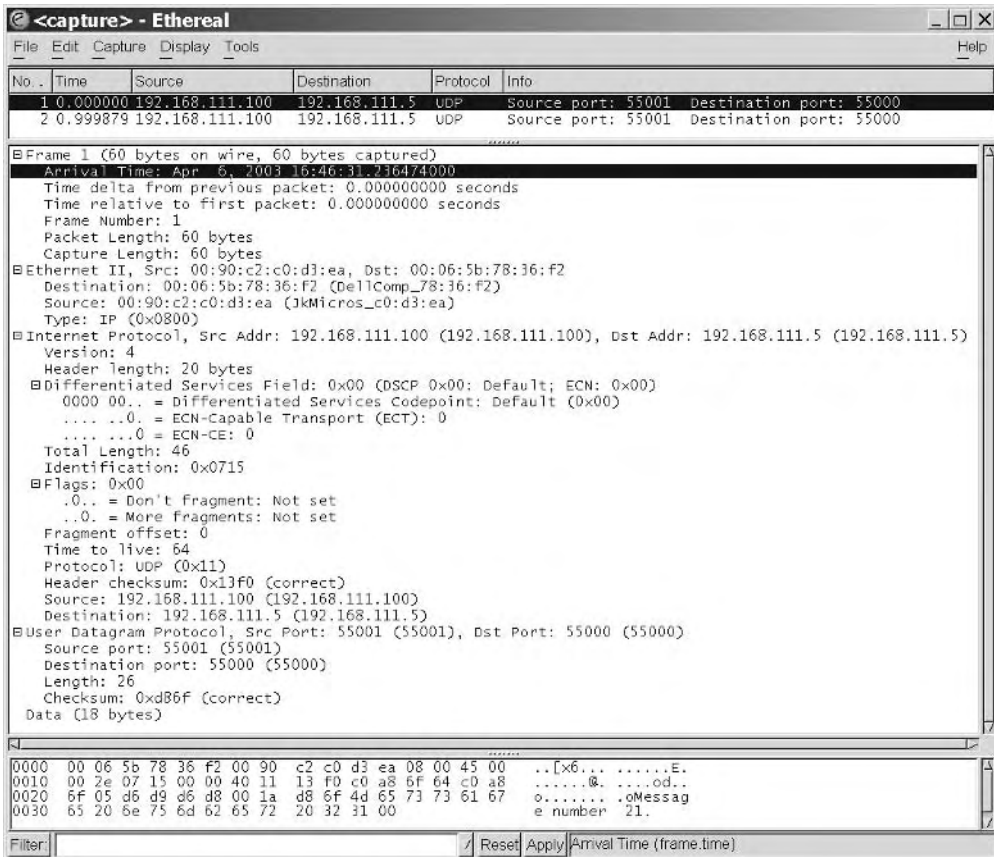 <capture> - Ethereal
File Edit Capture Display Tools Help
No. . Time Source Destination Protocol Info
1 0.000000 192.168.111.100 192.168.111.5 UDP Source port: 55001 Destination port: 55000
2 0.999879 192.168.111.100 192.168.111.5 UDP Source port: 55001 Destination port: 55000
Frame 1 (60 bytes on wire, 60 bytes captured)
Arrival Time: Apr 6, 2003 16:46:31.236474000
Time delta from previous packet: 0.000000000 seconds
Time relative to first packet: 0.000000000 seconds
Frame Number: 1
Packet Length: 60 bytes
Capture Length: 60 bytes
Ethernet II, Src: 00:90:c2:c0:d3:ea, Dst: 00:06:5b:78:36:f2
Destination: 00:06:5b:78:36:f2 (DellComp_78:36:f2)
Source: 00:90:c2:c0:d3:ea (JkMicros_c0:d3:ea)
Type: IP (0x0800)
Internet Protocol, Src Addr: 192.168.111.100 (192.168.111.100), Dst Addr: 192.168.111.5 (192.168.111.5)
Version: 4
Header length: 20 bytes
Differentiated Services Field: 0x00 (DSCP 0x00: Default; ECN: 0x00)
0000 00.. = Differentiated Services Codepoint: Default (0x00)
.... ..0. = ECN-Capable Transport (ECT): 0
.... ...0 = ECN-CE: 0
Total Length: 46
Identification: 0x0715
Flags: 0x00
.0.. = Don't fragment: Not set
..0. = More fragments: Not set
Fragment offset: 0
Time to live: 64
Protocol: UDP (0x11)
Header checksum: 0x13f0 (correct)
Source: 192.168.111.100 (192.168.111.100)
Destination: 192.168.111.5 (192.168.111.5)
User Datagram Protocol, Src Port: 55001 (55001), Dst Port: 55000 (55000)
Source port: 55001 (55001)
Destination port: 55000 (55000)
Length: 26
Checksum: 0xd86f (correct)
Data (18 bytes)
0000 00 06 5b 78 36 f2 00 90 c2 c0 d3 ea 08 00 45 00 ..[x6... ......E.
0010 00 2e 07 15 00 00 40 11 13 f0 c0 a8 6f 64 c0 a8 ......@. ....od..
0020 6f 05 d6 d9 d6 d8 00 1a d8 6f 4d 65 73 73 61 67 o....... .oMessag
0030 65 20 6e 75 6d 62 65 72 20 32 31 00 e number 21.
Filter: / Reset Apply Arrival Time (frame.time)